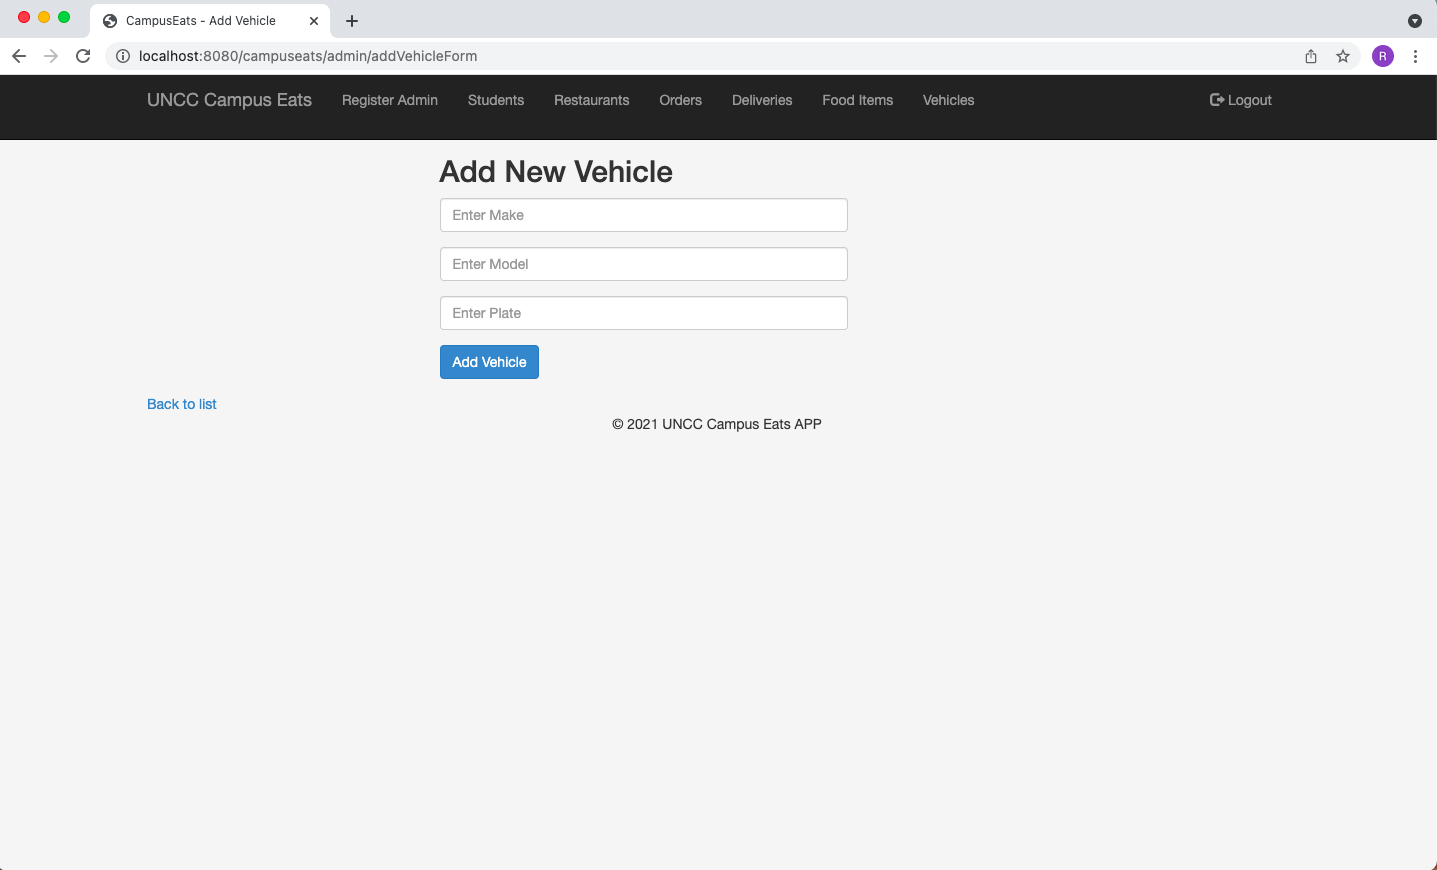 CampusEats - Add Vehicle
localhost:8080/campuseats/admin/addVehicleForm
R
UNCC Campus Eats Register Admin Students Restaurants Orders Deliveries Food Items Vehicles Logout
Add New Vehicle
Enter Make
Enter Model
Enter Plate
Add Vehicle
Back to list
© 2021 UNCC Campus Eats APP